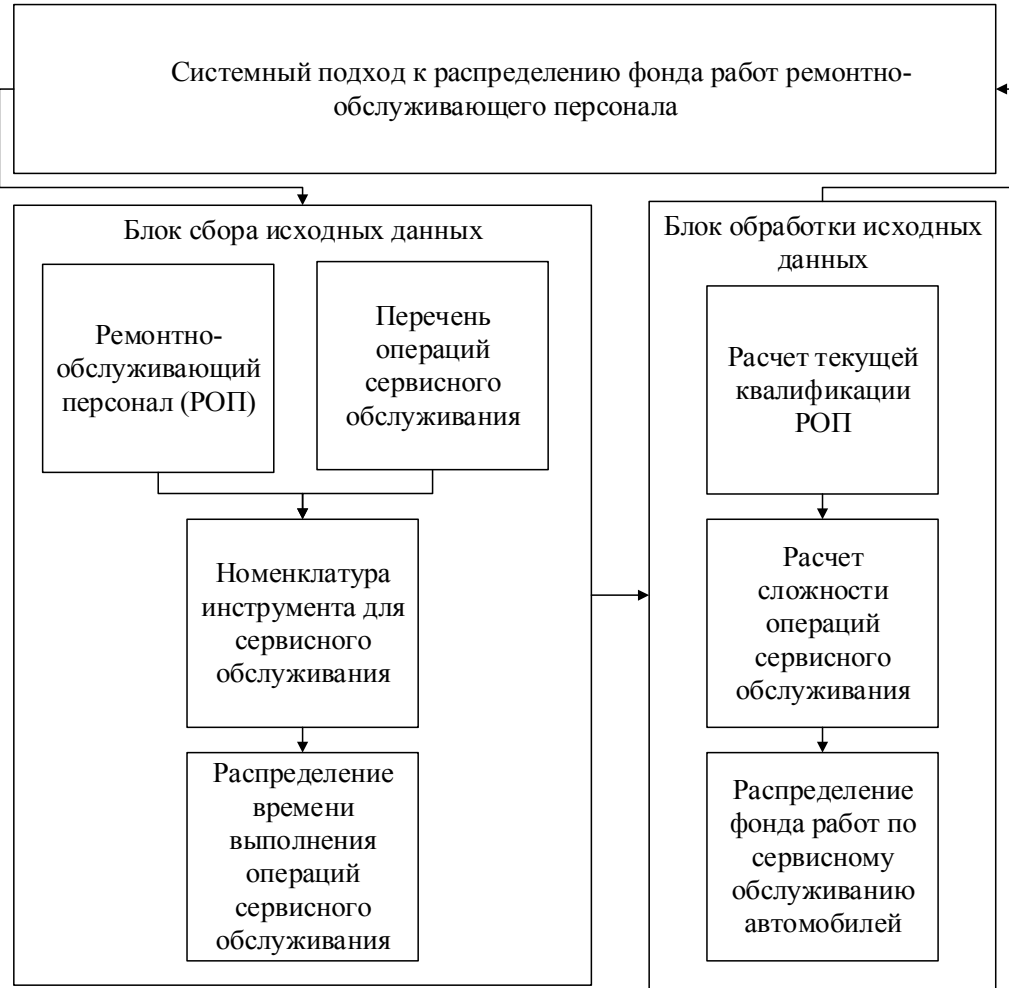 Системный подход к распределению фонда работ ремонтно-
обслуживающего персонала
Блок сбора исходных данных
Ремонтно-
обслуживающий
персонал (РОП)
Перечень
операций
сервисного
обслуживания
Номенклатура
инструмента для
сервисного
обслуживания
Распределение
времени
выполнения
операций
сервисного
обслуживания
Блок обработки исходных
данных
Расчет текущей
квалификации
РОП
Расчет
сложности
операций
сервисного
обслуживания
Распределение
фонда работ по
сервисному
обслуживанию
автомобилей